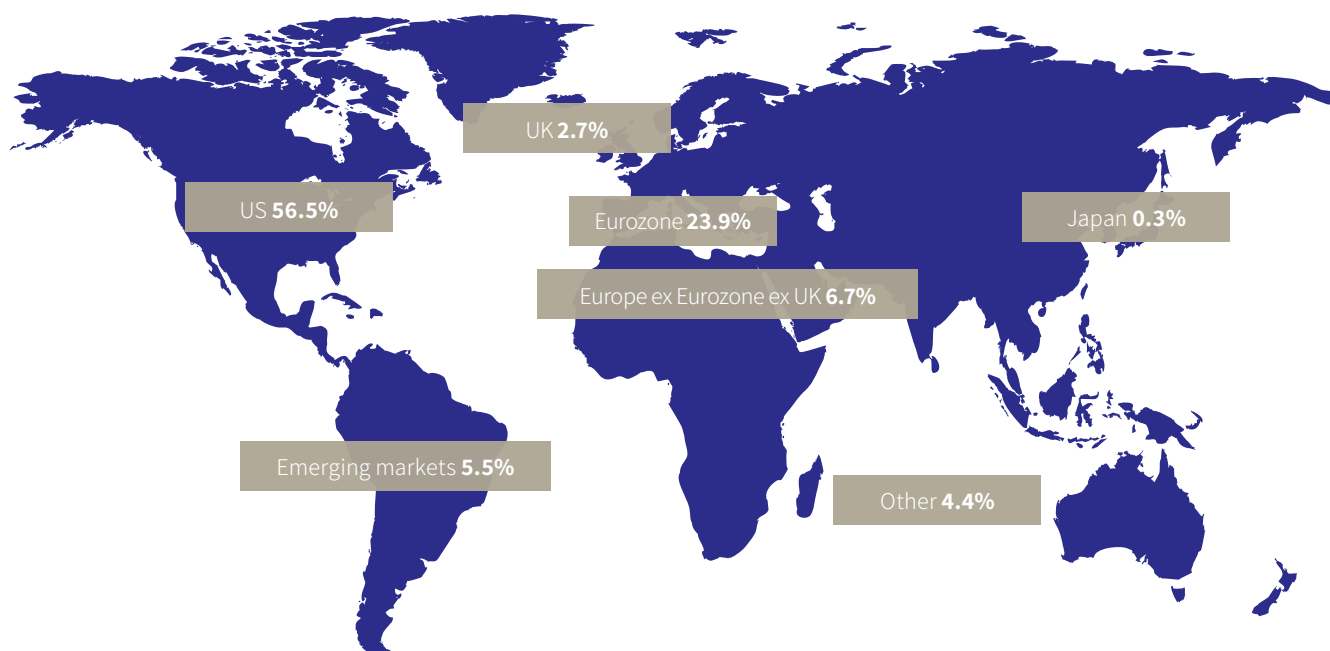 UK 2.7%
US 56.5%
Eurozone 23.9%
Japan 0.3%
Europe ex Eurozone ex UK 6.7%
Emerging markets 5.5%
Other 4.4%